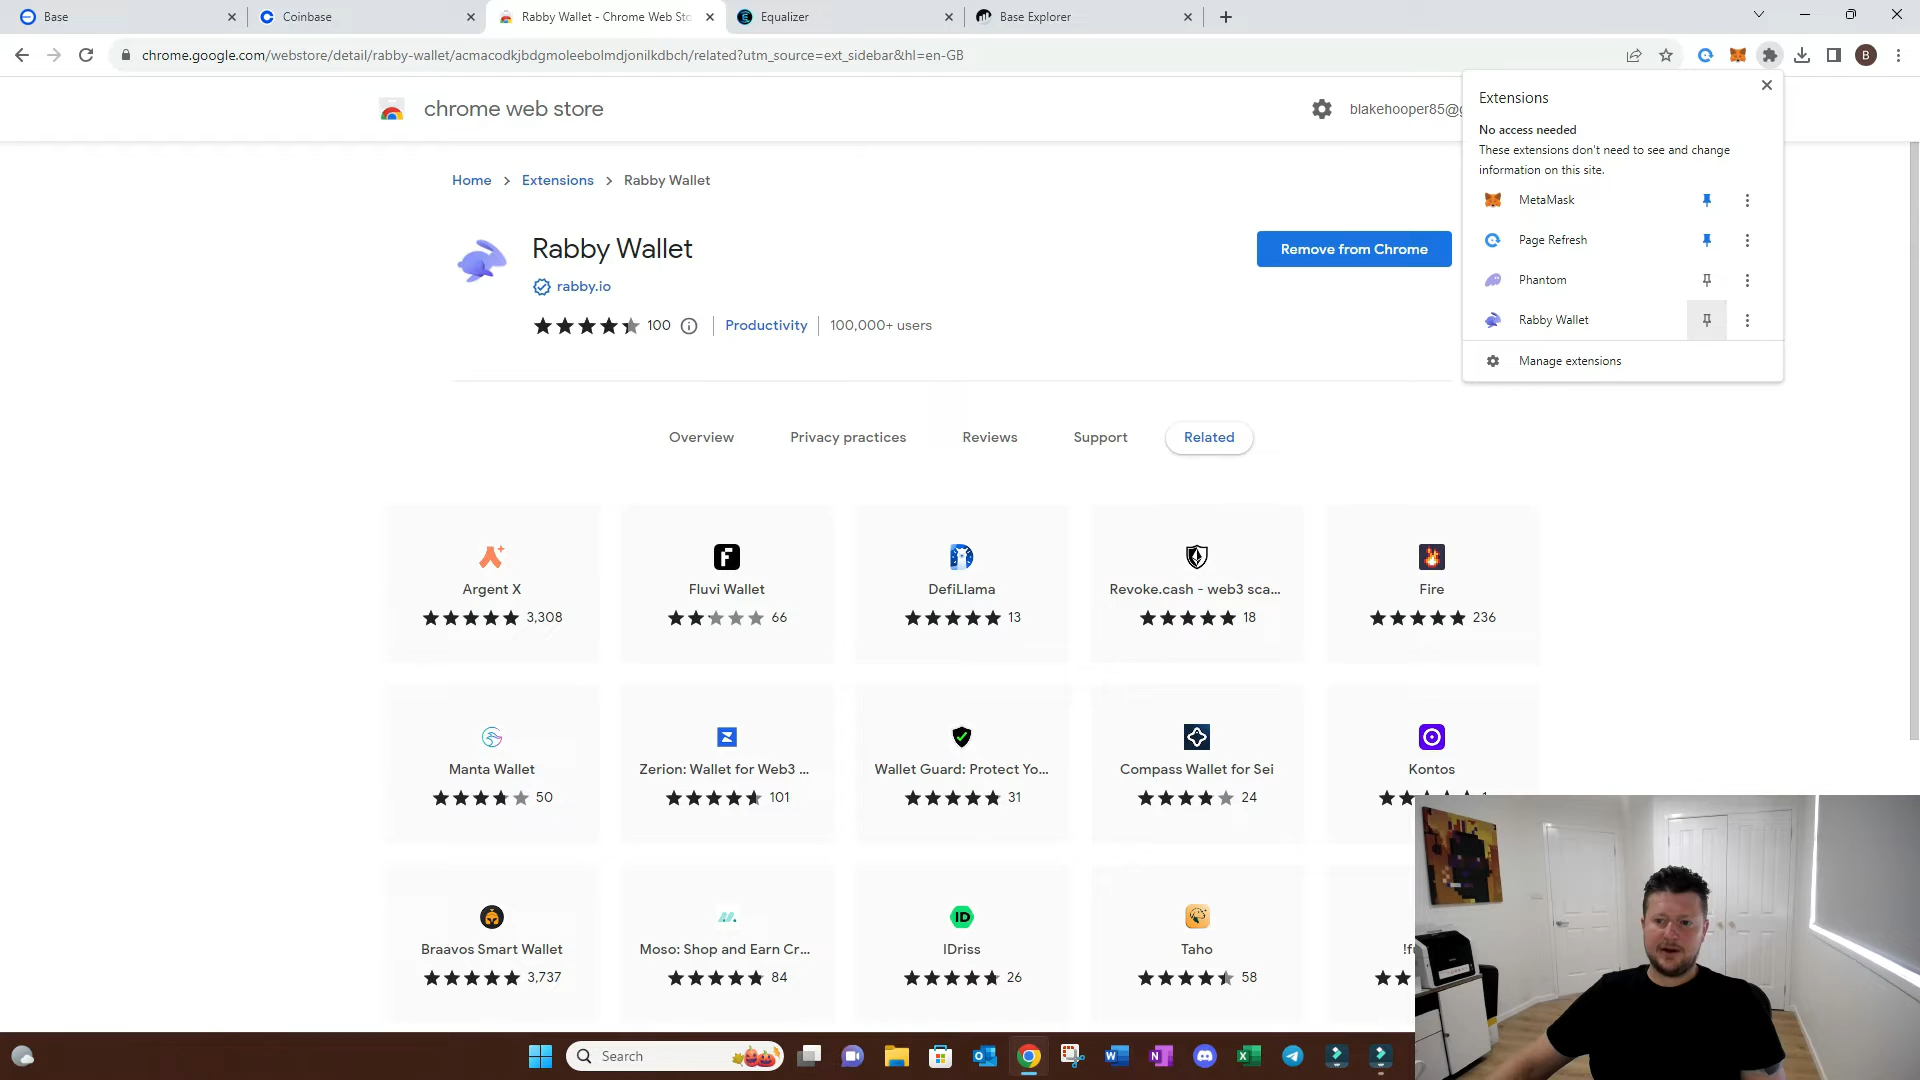 Base
Coinbase
Rabby Wallet - Chrome Web Sto
Equalizer
Base Explorer
chrome.google.com/webstore/detail/rabby-wallet/acmacodkjbdgmoleebolmdjonilkdbch/related?utm_source=ext_sidebar&hl=en-GB
B
chrome web store
blakehooper85@g
Extensions
No access needed
These extensions don't need to see and change
information on this site.
MetaMask
Page Refresh
Phantom
Rabby Wallet
Manage extensions
Home > Extensions > Rabby Wallet
Rabby Wallet
Remove from Chrome
rabby.io
100
Productivity
100,000+ users
Overview
Privacy practices
Reviews
Support
Related
Argent X
3,308
Fluvi Wallet
66
DefiLlama
13
Revoke.cash - web3 sca...
18
Fire
236
Manta Wallet
50
Zerion: Wallet for Web3 ...
101
Wallet Guard: Protect Yo...
31
Compass Wallet for Sei
24
Kontos
Braavos Smart Wallet
3,737
Moso: Shop and Earn Cr...
84
ID
IDriss
26
Taho
58
Search